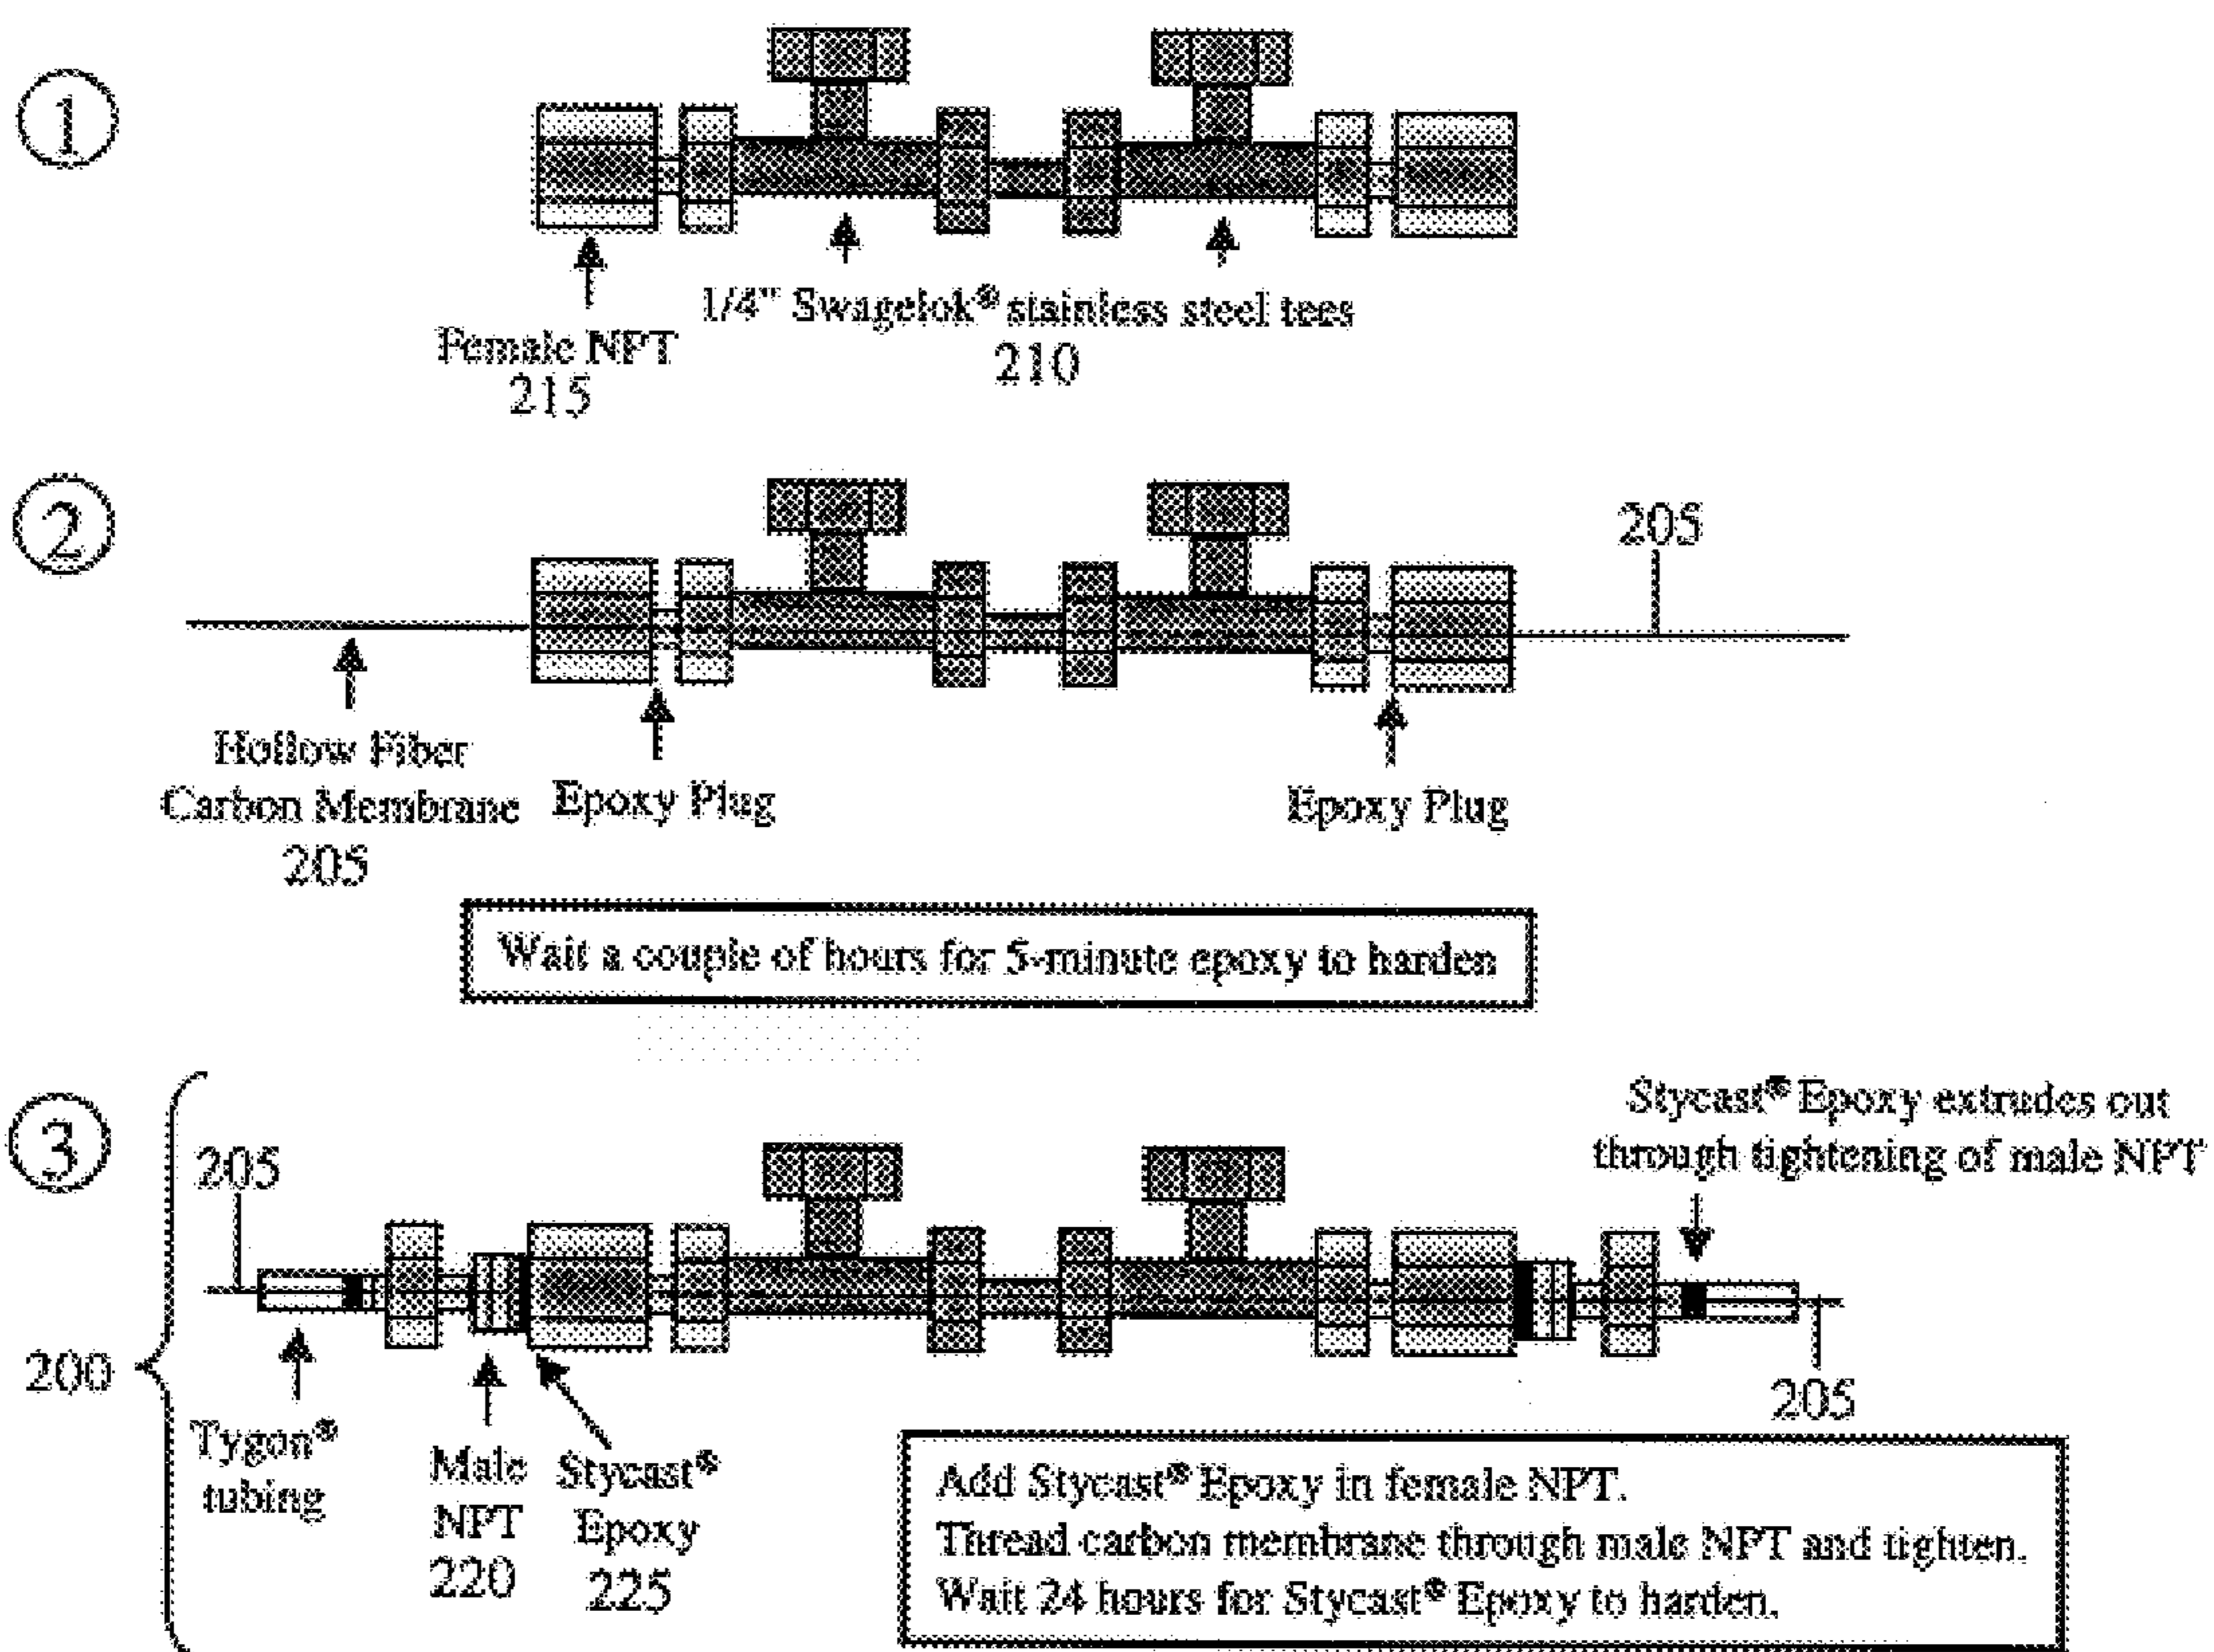 1
Female NPT
215
1/4" Swagelok® stainless steel tees
210
2
205
Hollow Fiber
Carbon Membrane
205
Epoxy Plug
Epoxy Plug
Wait a couple of hours for 5-minute epoxy to harden
3
200
205
Stycast® Epoxy extrudes out
through tightening of male NPT
Tygon®
tubing
Male
NPT
220
Stycast®
Epoxy
225
205
Add Stycast® Epoxy in female NPT.
Thread carbon membrane through male NPT and tighten.
Wait 24 hours for Stycast® Epoxy to harden.